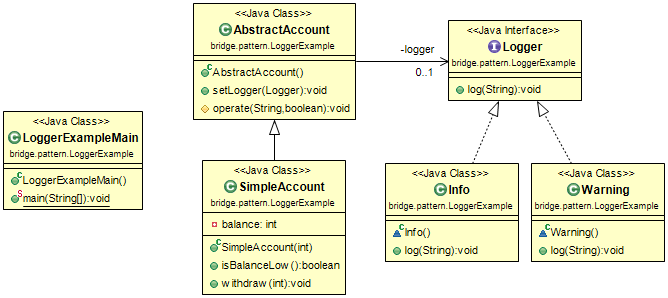 <<Java Class>>
AbstractAccount
bridge.pattern.LoggerExample
AbstractAccount()
setLogger(Logger):void
operate(String,boolean):void
-logger
0..1
<<Java Interface>>
Logger
bridge.pattern.LoggerExample
log(String):void
<<Java Class>>
LoggerExampleMain
bridge.pattern.LoggerExample
LoggerExampleMain()
main(String[]):void
<<Java Class>>
SimpleAccount
bridge.pattern.LoggerExample
balance: int
SimpleAccount(int)
isBalanceLow():boolean
withdraw(int):void
<<Java Class>>
Info
bridge.pattern.LoggerExample
Info()
log(String):void
<<Java Class>>
Warning
bridge.pattern.LoggerExample
Warning()
log(String):void